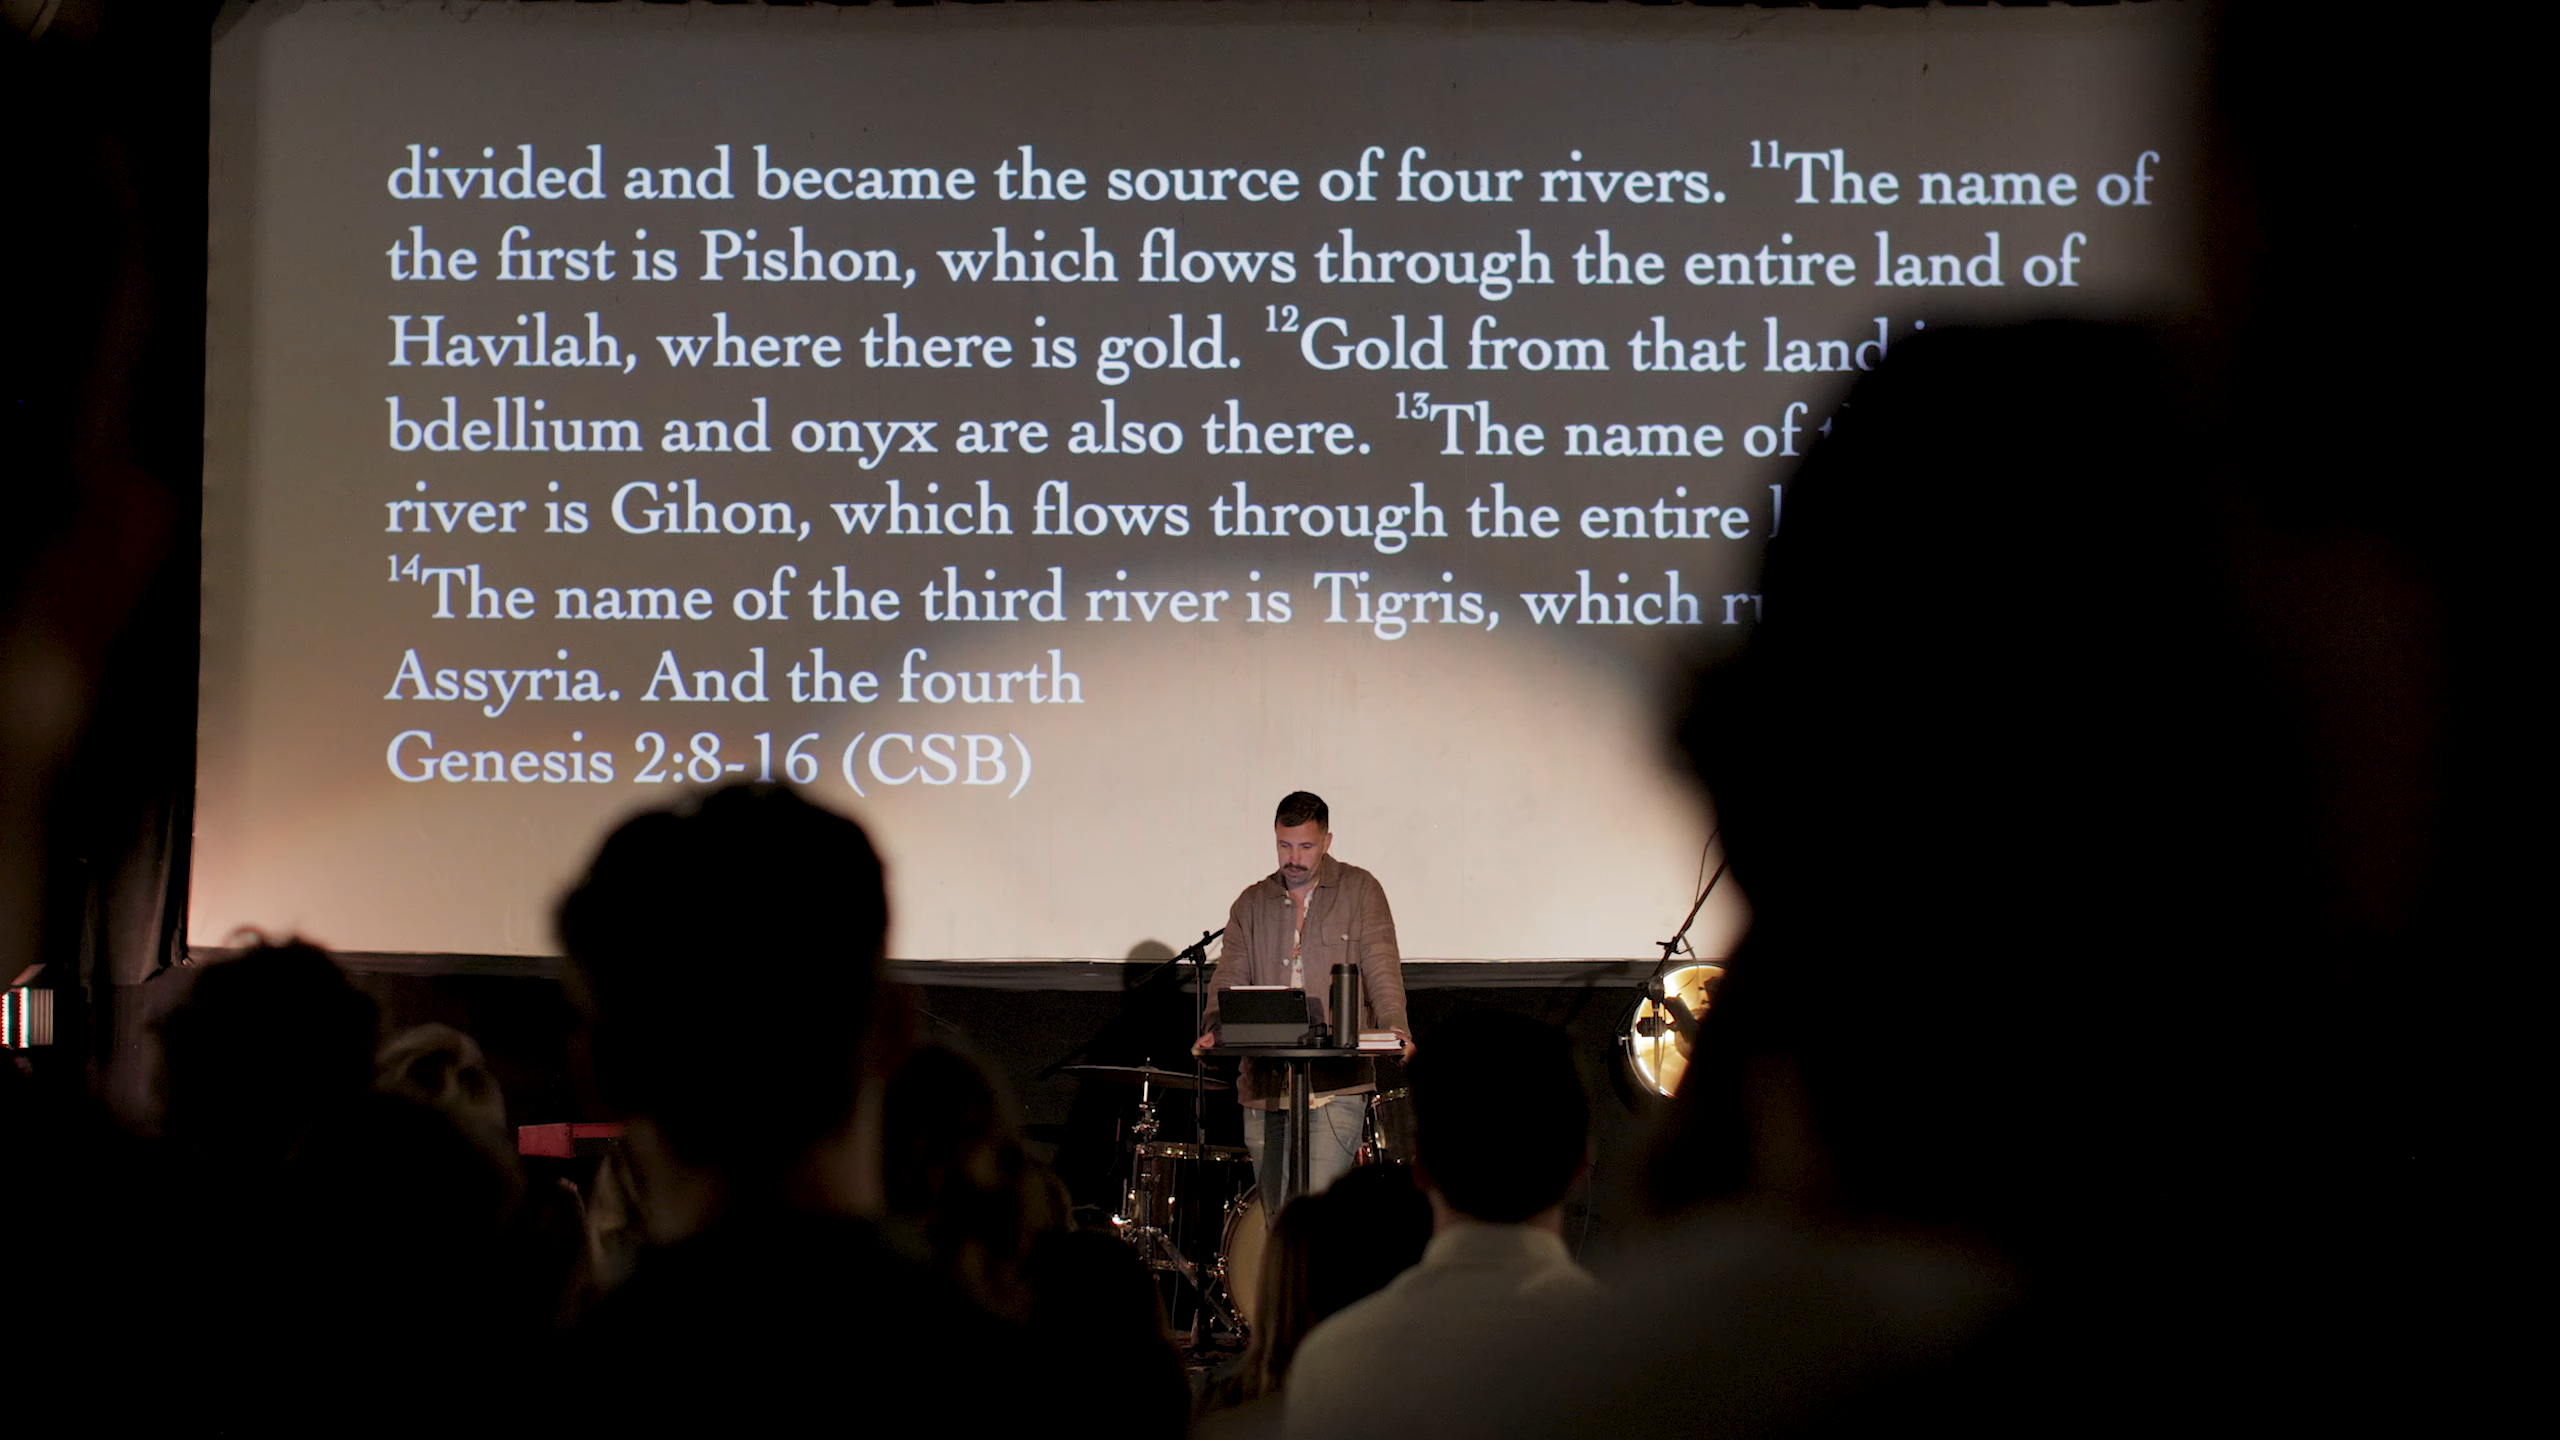 divided and became the source of four rivers. ¹¹The name of
the first is Pishon, which flows through the entire land of
Havilah, where there is gold. ¹²Gold from that land
bdellium and onyx are also there. ¹³The name of
river is Gihon, which flows through the entire
¹⁴The name of the third river is Tigris, which
Assyria. And the fourth
Genesis 2:8-16 (CSB)